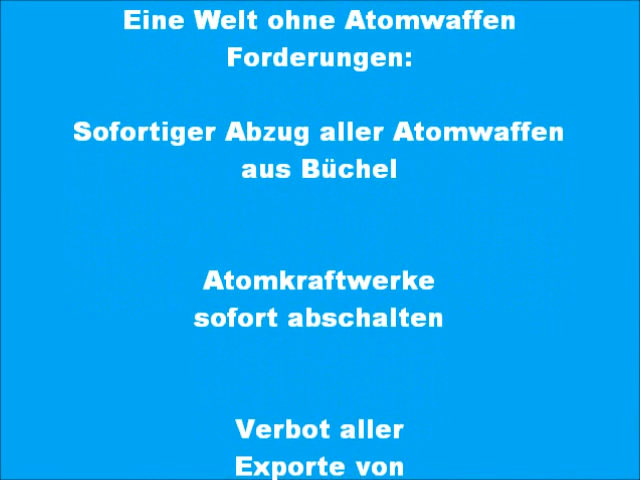 Eine Welt ohne Atomwaffen
Forderungen:
Sofortiger Abzug aller Atomwaffen
aus Büchel
Atomkraftwerke
sofort abschalten
Verbot aller
Exporte von